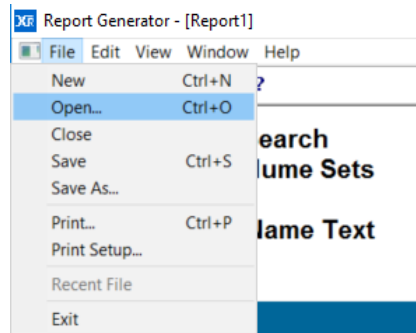 XR Report Generator - [Report1]
File Edit View Window Help
New Ctrl+N
?
Open... Ctrl+O
Close
earch
Save Ctrl+S
lume Sets
Save As...
Print... Ctrl+P
lame Text
Print Setup...
Recent File
Exit